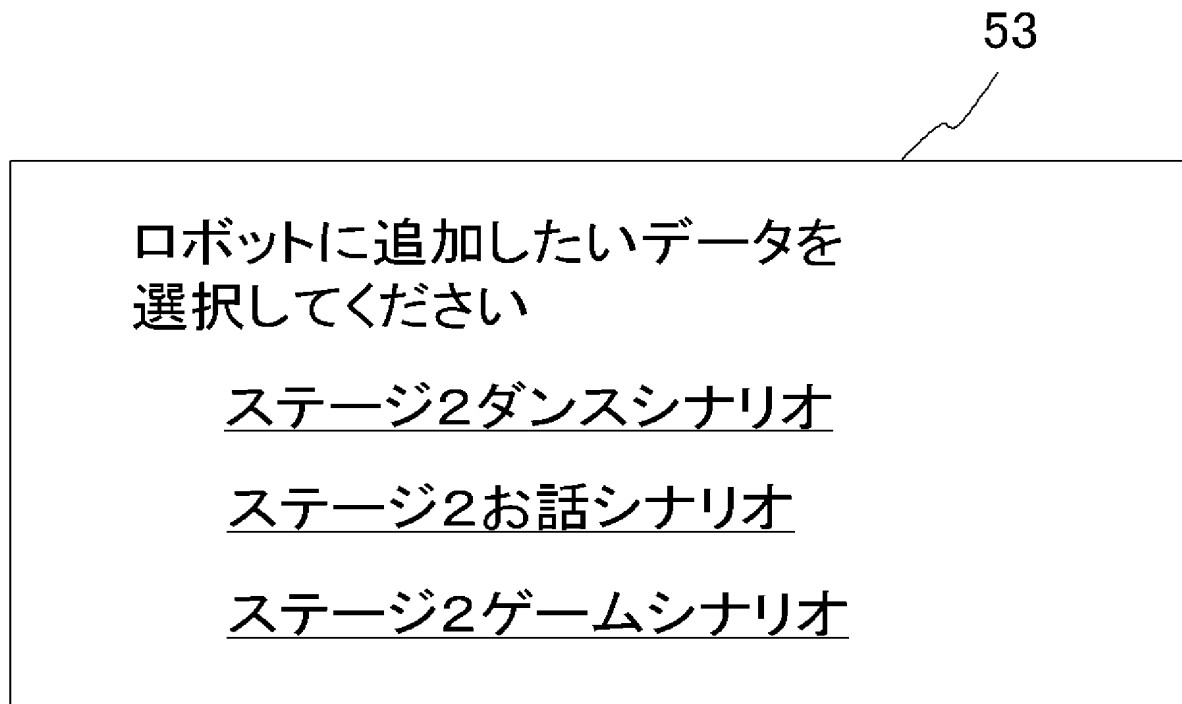 53
ロボットに追加したいデータを
選択してください
ステージ2ダンスシナリオ
ステージ2お話シナリオ
ステージ2ゲームシナリオ